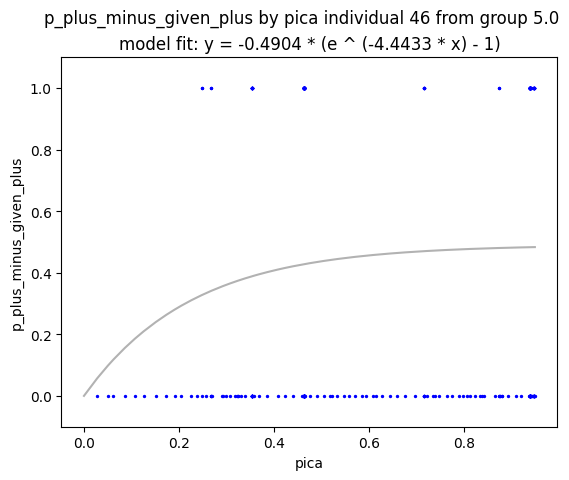 p_plus_minus_given_plus by pica individual 46 from group 5.0
model fit: y = -0.4904 * (e ^ (-4.4433 * x) - 1)
p_plus_minus_given_plus
1.0
0.8
0.6
0.4
0.2
0.0
0.0 0.2 0.4 0.6 0.8
pica